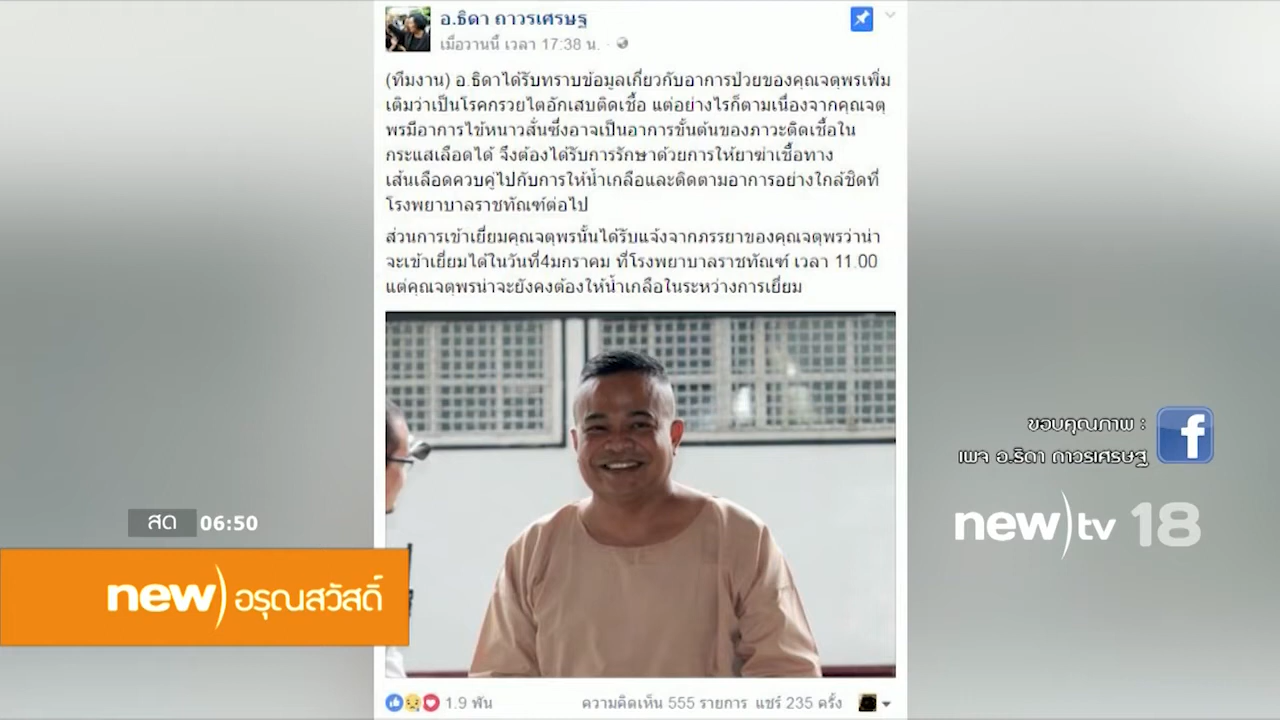 อ.ธิดา ถาวรเศรษฐ
เมื่อวานนี้ เวลา 17:38 น.
(ทีมงาน) อ.ธิดาได้รับทราบข้อมูลเกี่ยวกับอาการป่วยของคุณจตุพรเพิ่ม
เติมว่าเป็นโรคกรวยไตอักเสบติดเชื้อ แต่อย่างไรก็ตามเนื่องจากคุณจตุ
พรมีอาการไข้หนาวสั่นซึ่งอาจเป็นอาการขั้นต้นของภาวะติดเชื้อใน
กระแสเลือดได้ จึงต้องได้รับการรักษาด้วยการให้ยาฆ่าเชื้อทาง
เส้นเลือดควบคู่ไปกับการให้น้ำเกลือและติดตามอาการอย่างใกล้ชิดที่
โรงพยาบาลราชทัณฑ์ต่อไป
ส่วนการเข้าเยี่ยมคุณจตุพรนั้นได้รับแจ้งจากภรรยาของคุณจตุพรว่าน่า
จะเข้าเยี่ยมได้ในวันที่4มกราคม ที่โรงพยาบาลราชทัณฑ์ เวลา 11.00
แต่คุณจตุพรน่าจะยังคงต้องให้น้ำเกลือในระหว่างการเยี่ยม
ขอบคุณภาพ :
เพจ อ.ธิดา ถาวรเศรษฐ
f
new)tv 18
สด 06:50
new) อรุณสวัสดิ์
1.9 พัน ความคิดเห็น 555 รายการ แชร์ 235 ครั้ง